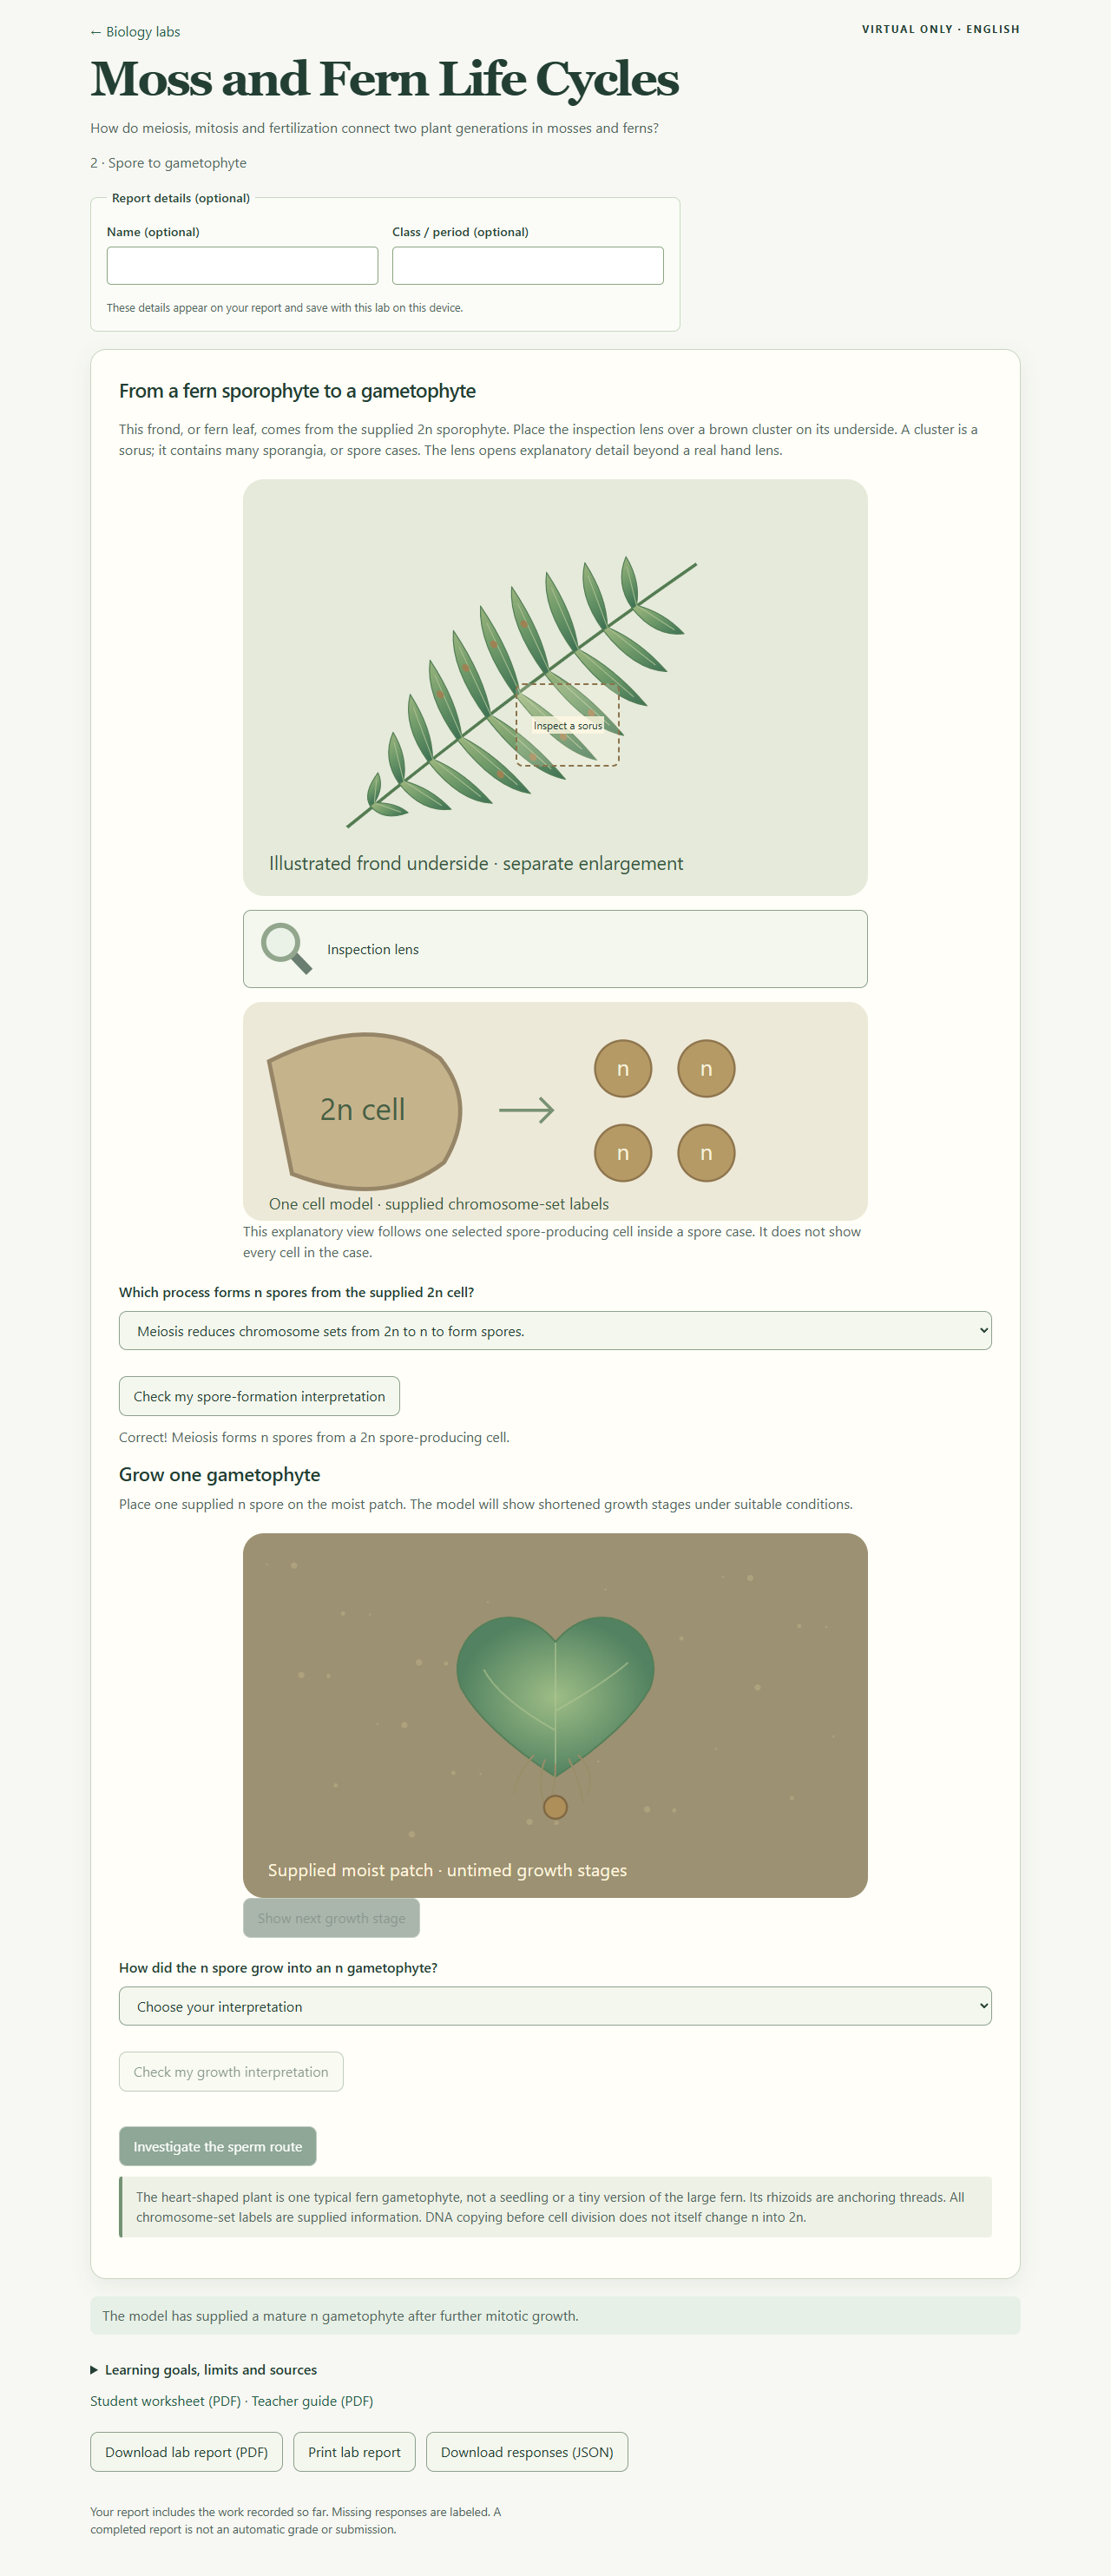 ← Biology labs
VIRTUAL ONLY · ENGLISH
Moss and Fern Life Cycles
How do meiosis, mitosis and fertilization connect two plant generations in mosses and ferns?
2 · Spore to gametophyte
Report details (optional)
Name (optional)
Class / period (optional)
These details appear on your report and save with this lab on this device.
From a fern sporophyte to a gametophyte
This frond, or fern leaf, comes from the supplied 2n sporophyte. Place the inspection lens over a brown cluster on its underside. A cluster is a
sorus; it contains many sporangia, or spore cases. The lens opens explanatory detail beyond a real hand lens.
Inspect a sorus
Illustrated frond underside · separate enlargement
Inspection lens
2n cell
n
n
n
n
One cell model · supplied chromosome-set labels
This explanatory view follows one selected spore-producing cell inside a spore case. It does not show
every cell in the case.
Which process forms n spores from the supplied 2n cell?
Meiosis reduces chromosome sets from 2n to n to form spores.
Check my spore-formation interpretation
Correct! Meiosis forms n spores from a 2n spore-producing cell.
Grow one gametophyte
Place one supplied n spore on the moist patch. The model will show shortened growth stages under suitable conditions.
Supplied moist patch · untimed growth stages
Show next growth stage
How did the n spore grow into an n gametophyte?
Choose your interpretation
Check my growth interpretation
Investigate the sperm route
The heart-shaped plant is one typical fern gametophyte, not a seedling or a tiny version of the large fern. Its rhizoids are anchoring threads. All
chromosome-set labels are supplied information. DNA copying before cell division does not itself change n into 2n.
The model has supplied a mature n gametophyte after further mitotic growth.
▶ Learning goals, limits and sources
Student worksheet (PDF) · Teacher guide (PDF)
Download lab report (PDF)
Print lab report
Download responses (JSON)
Your report includes the work recorded so far. Missing responses are labeled. A
completed report is not an automatic grade or submission.